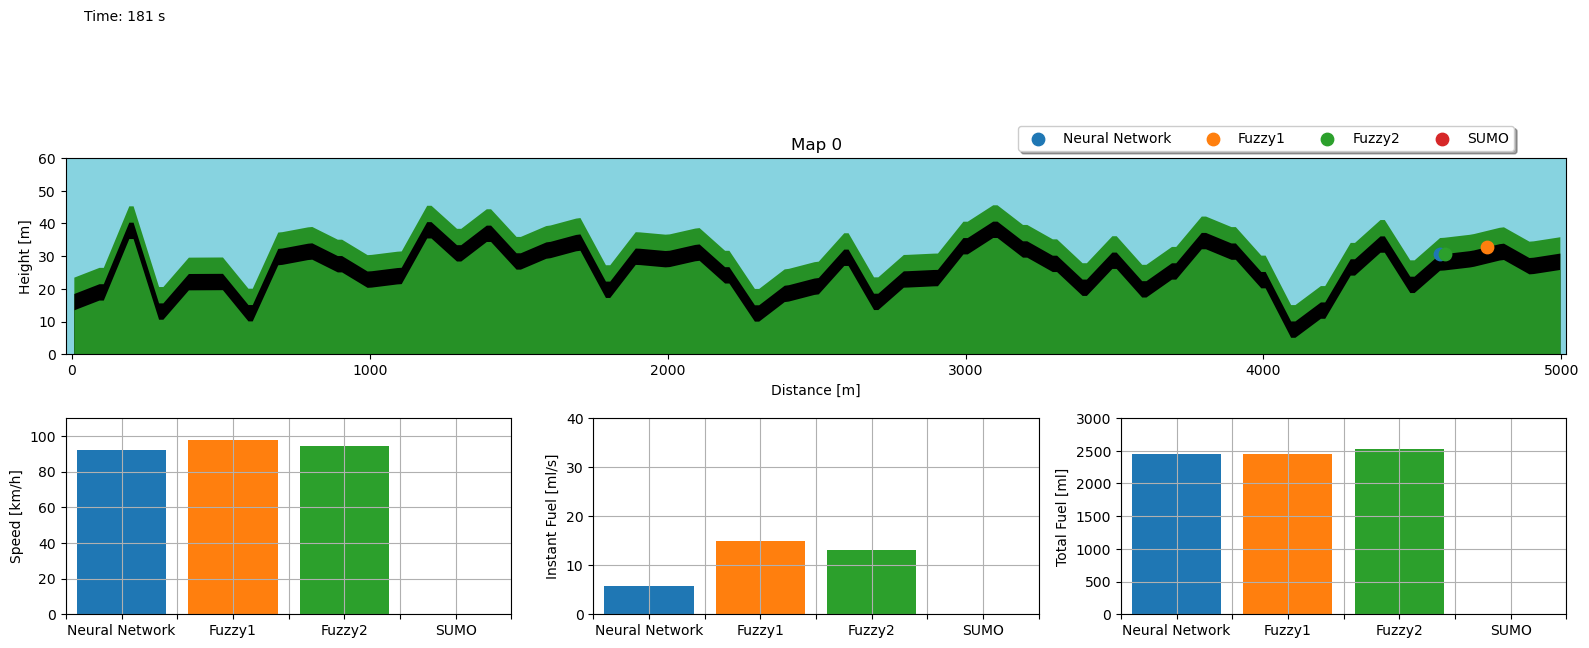 Time: 181 s
Map 0
Neural Network Fuzzy1 Fuzzy2 SUMO
Height [m]
60
50
40
30
20
10
0
0 1000 2000 3000 4000 5000
Distance [m]
Speed [km/h]
100
80
60
40
20
0
Neural Network Fuzzy1 Fuzzy2 SUMO
Instant Fuel [ml/s]
40
30
20
10
0
Neural Network Fuzzy1 Fuzzy2 SUMO
Total Fuel [ml]
3000
2500
2000
1500
1000
500
0
Neural Network Fuzzy1 Fuzzy2 SUMO